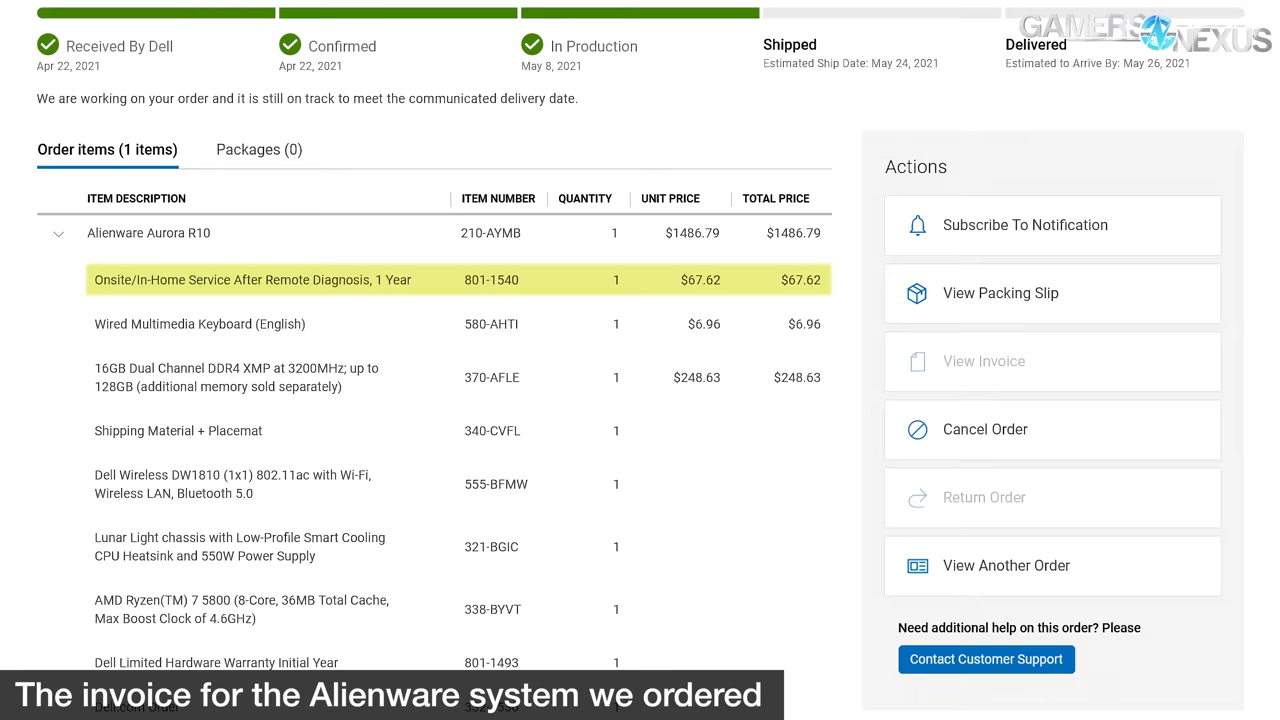 GAMERS NEXUS
Received By Dell
Apr 22, 2021
Confirmed
Apr 22, 2021
In Production
May 8, 2021
Shipped
Estimated Ship Date: May 24, 2021
Delivered
Estimated to Arrive By: May 26, 2021
We are working on your order and it is still on track to meet the communicated delivery date.
Order items (1 items) Packages (0)
ITEM DESCRIPTION ITEM NUMBER QUANTITY UNIT PRICE TOTAL PRICE
Alienware Aurora R10 210-AYMB 1 $1486.79 $1486.79
Onsite/In-Home Service After Remote Diagnosis, 1 Year 801-1540 1 $67.62 $67.62
Wired Multimedia Keyboard (English) 580-AHTI 1 $6.96 $6.96
16GB Dual Channel DDR4 XMP at 3200MHz; up to
128GB (additional memory sold separately) 370-AFLE 1 $248.63 $248.63
Shipping Material + Placemat 340-CVFL 1
Dell Wireless DW1810 (1x1) 802.11ac with Wi-Fi,
Wireless LAN, Bluetooth 5.0 555-BFMW 1
Lunar Light chassis with Low-Profile Smart Cooling
CPU Heatsink and 550W Power Supply 321-BGIC 1
AMD Ryzen(TM) 7 5800 (8-Core, 36MB Total Cache,
Max Boost Clock of 4.6GHz) 338-BYVT 1
Dell Limited Hardware Warranty Initial Year 801-1493 1
Actions
Subscribe To Notification
View Packing Slip
View Invoice
Cancel Order
Return Order
View Another Order
Need additional help on this order? Please
Contact Customer Support
The invoice for the Alienware system we ordered